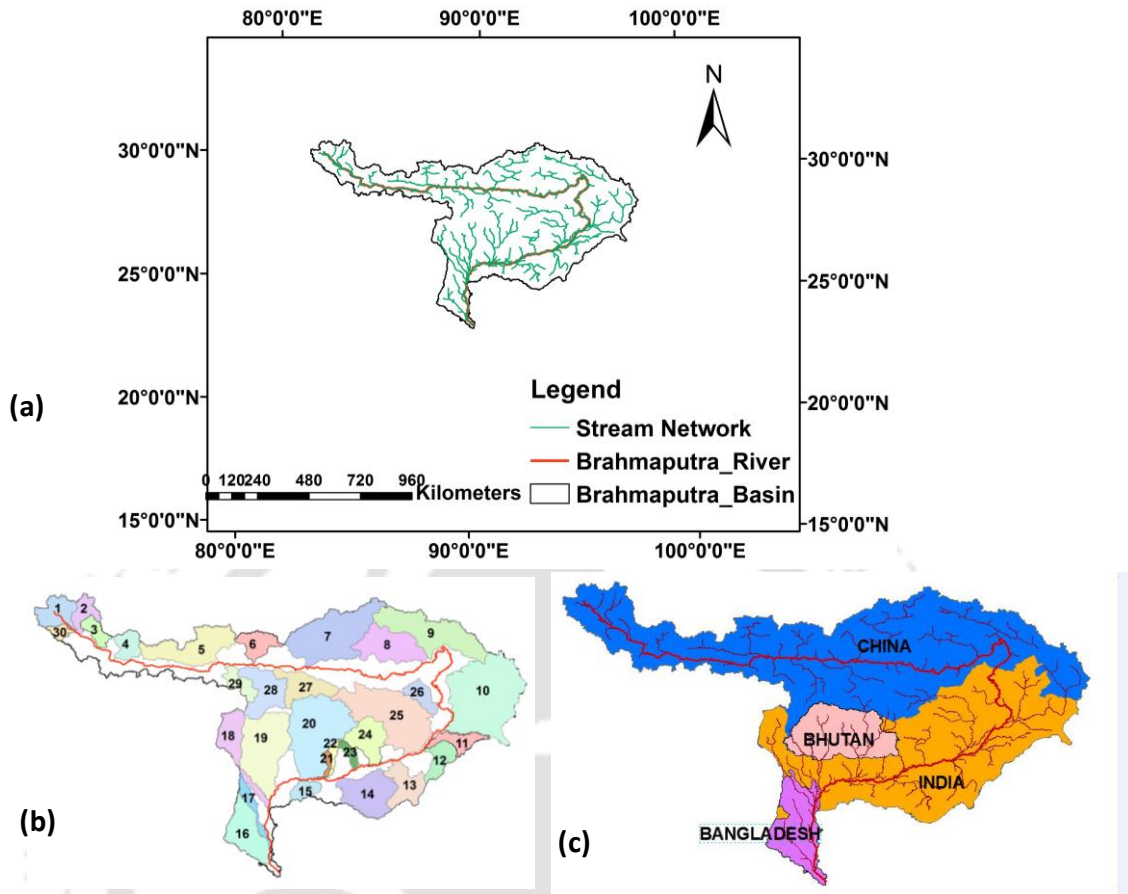 80°0'0"E 90°0'0"E 100°0'0"E
N
30°0'0"N 30°0'0"N
25°0'0"N 25°0'0"N
20°0'0"N 20°0'0"N
15°0'0"N 15°0'0"N
(a)
Legend
Stream Network
Brahmaputra_River
Brahmaputra_Basin
0 120 240 480 720 960
Kilometers
80°0'0"E 90°0'0"E 100°0'0"E
1 2
30 3 4 5 6 7 8 9
29 28 27 26 10
18 19 20 25
22 24 11
21 23 12
17 15 14 13
16
(b)
CHINA
BHUTAN
INDIA
BANGLADESH
(c)